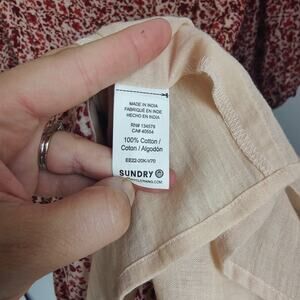 MADE IN INDIA
FABRIQUÉ EN INDE
HECHO EN INDIA
RN# 134579
CA# 40554
100% Cotton/
Coton / Algodón
EE22-20K-V70
SUNDRY